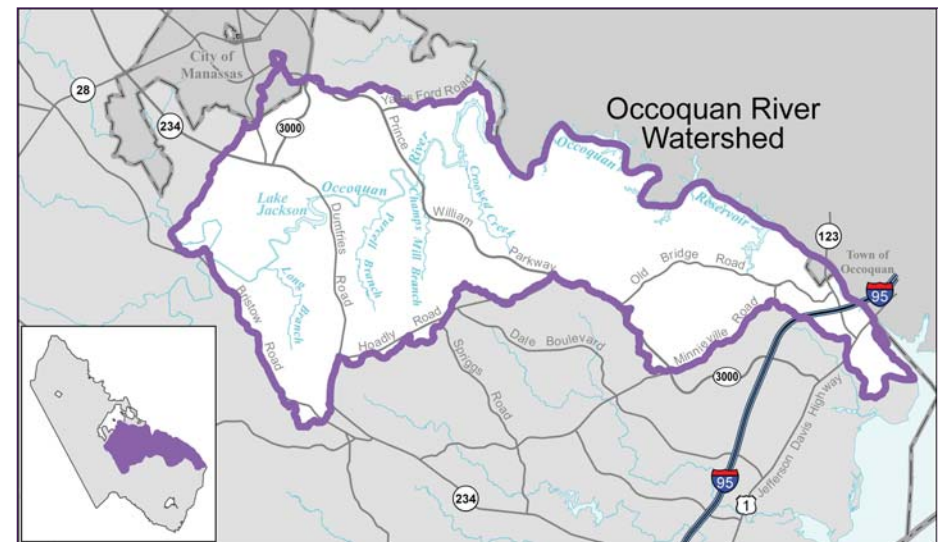 Occoquan River
Watershed
City of
Manassas
28
234
3000
Yates Ford Road
Prince
William
Parkway
River
Occoquan
Crooked Creek
Occoquan
Reservoir
123
Town of
Occoquan
95
Lake
Jackson
Dumfries
Road
Purcell Branch
Champs Mill Branch
Long
Branch
Bristow
Road
Hoadly Road
Old Bridge Road
Minnieville Road
Dale Boulevard
Spriggs
Road
3000
Jefferson Davis Highway
95
1
234